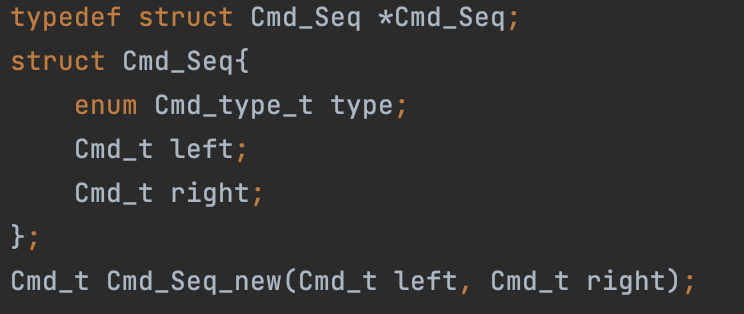 typedef struct Cmd_Seq *Cmd_Seq;
struct Cmd_Seq{
    enum Cmd_type_t type;
    Cmd_t left;
    Cmd_t right;
};
Cmd_t Cmd_Seq_new(Cmd_t left, Cmd_t right);